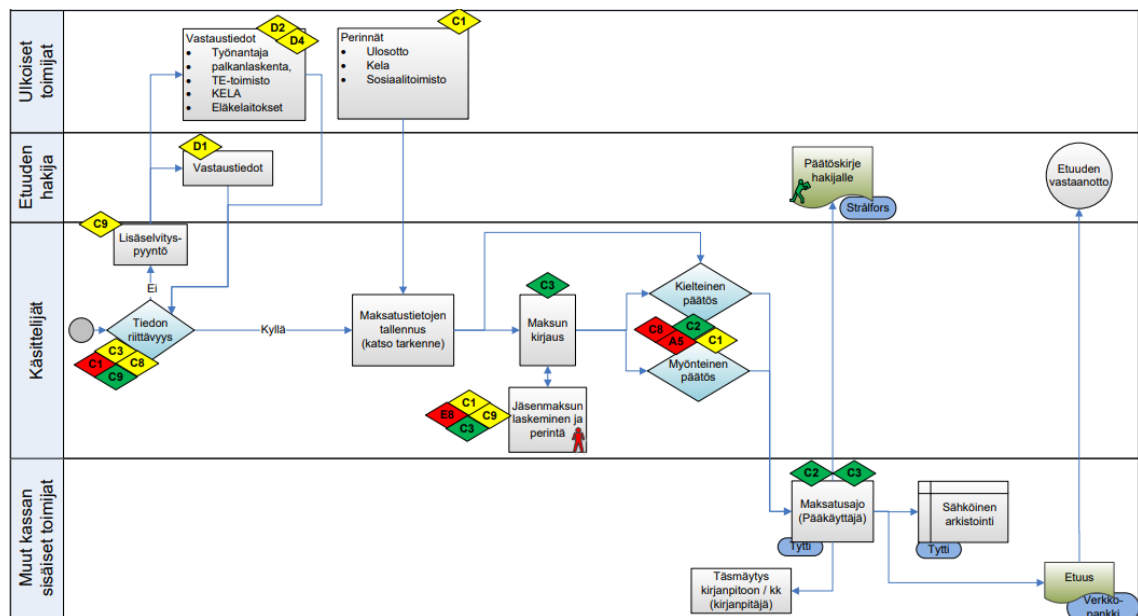 Ulkoiset
toimijat
Vastaustiedot
• Työnantaja
• palkanlaskenta,
• TE-toimisto
• KELA
• Eläkelaitokset
D2
D4
Perinnät
• Ulosotto
• Kela
• Sosiaalitoimisto
C1
Etuuden
hakija
D1
Vastaustiedot
Päätöskirje
hakijalle
Strålfors
Etuuden
vastaanotto
Käsittelijät
C9
Lisäselvitys-
pyyntö
Ei
Tiedon
riittävyys
C3
C1
C8
C9
Kyllä
Maksatustietojen
tallennus
(katso tarkenne)
C3
Maksun
kirjaus
C1
E8
C9
C3
Jäsenmaksun
laskeminen ja
perintä
Kielteinen
päätös
C2
C8
A5
C1
Myönteinen
päätös
Muut kassan
sisäiset toimijat
C2
C3
Maksatusajo
(Pääkäyttäjä)
Tytti
Sähköinen
arkistointi
Tytti
Täsmäytys
kirjanpitoon / kk
(kirjanpitäjä)
Etuus
Verkko-
pankki